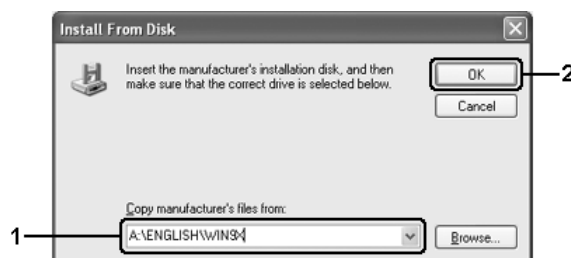 Install From Disk
Insert the manufacturer's installation disk, and then
make sure that the correct drive is selected below.
OK
2
Cancel
Copy manufacturer's files from:
1
A:\ENGLISH\WIN9X
Browse...